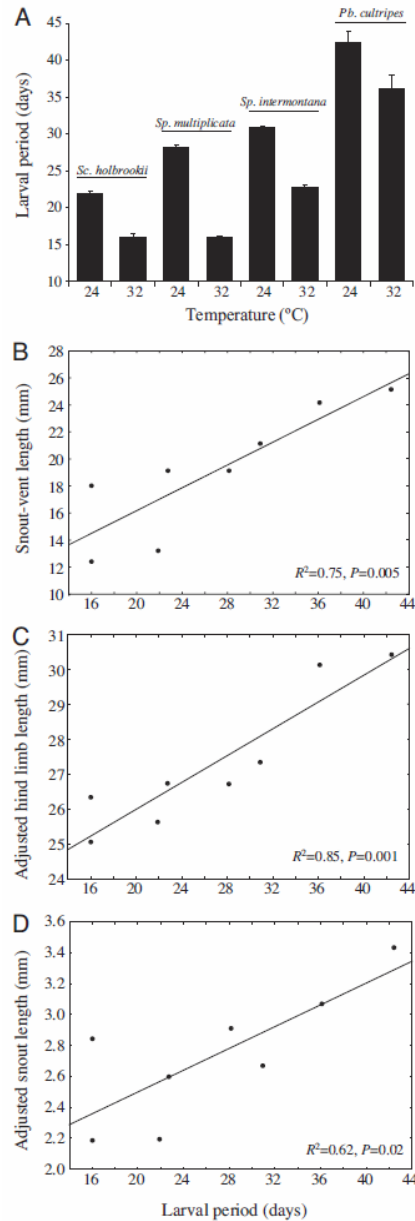 A
Larval period (days)
45
40
35
30
25
20
15
10
Sc. holbrookii
Sp. multiplicata
Sp. intermontana
Pb. cultripes
24 32 24 32 24 32 24 32
Temperature (ºC)
B
Snout-vent length (mm)
28
26
24
22
20
18
16
14
12
10
R²=0.75, P=0.005
16 20 24 28 32 36 40 44
C
Adjusted hind limb length (mm)
31
30
29
28
27
26
25
24
R²=0.85, P=0.001
16 20 24 28 32 36 40 44
D
Adjusted snout length (mm)
3.6
3.4
3.2
3.0
2.8
2.6
2.4
2.2
2.0
R²=0.62, P=0.02
16 20 24 28 32 36 40 44
Larval period (days)